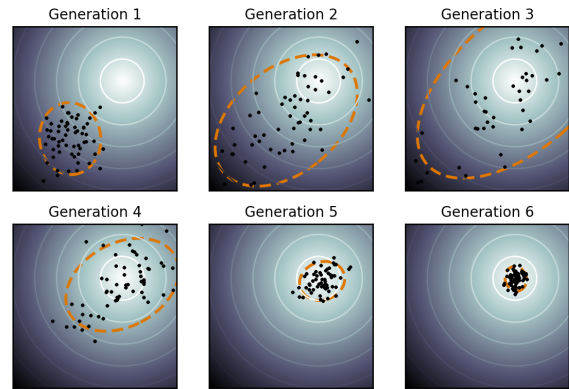 Generation 1
Generation 2
Generation 3
Generation 4
Generation 5
Generation 6